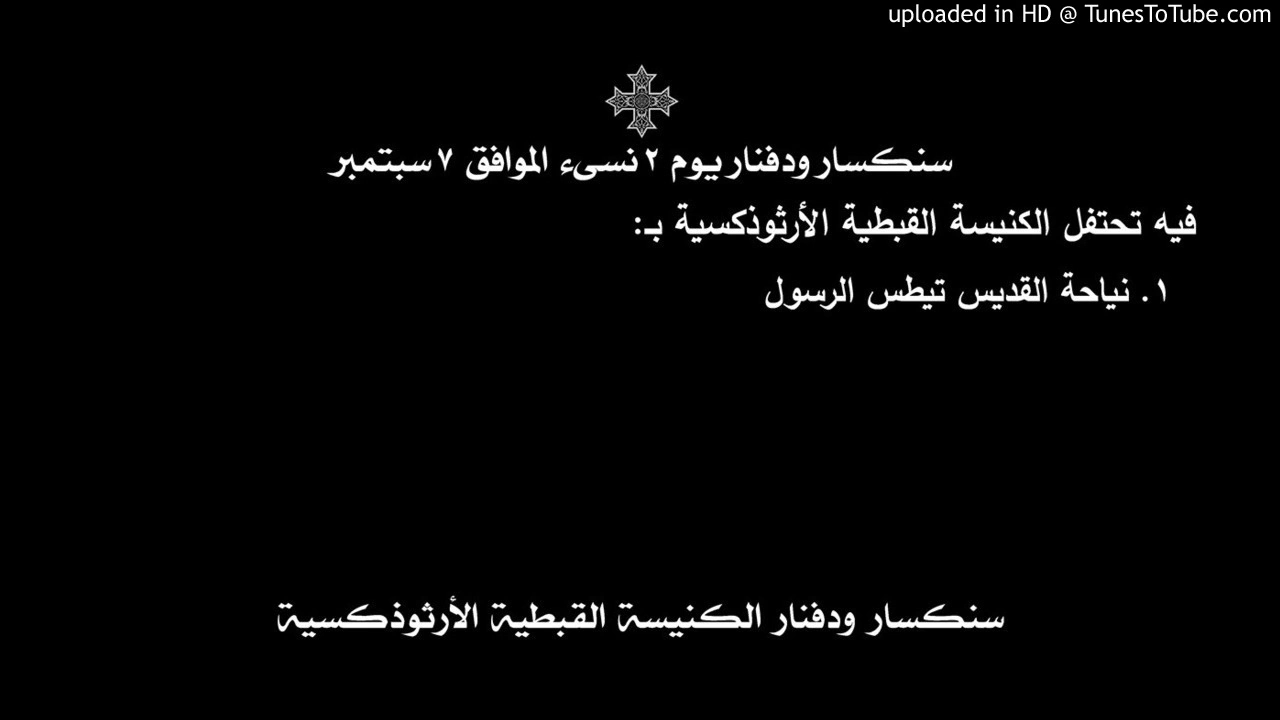 uploaded in HD @ TunesToTube.com
سنكسار ودفنار يوم ٢ نسىء الموافق ٧ سبتمبر
فيه تحتفل الكنيسة القبطية الأرثوذكسية بـ:
١. نياحة القديس تيطس الرسول
سنكسار ودفنار الكنيسة القبطية الأرثوذكسية